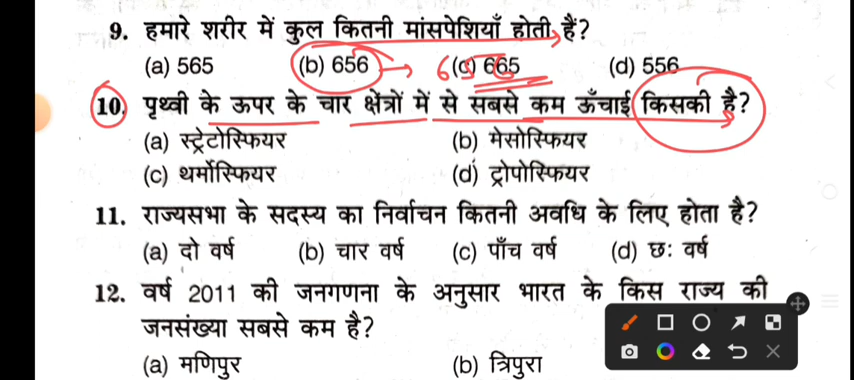 9. हमारे शरीर में कुल कितनी मांसपेशियाँ होती हैं?
(a) 565 (b) 656 (c) 665 (d) 556
656
10. पृथ्वी के ऊपर के चार क्षेत्रों में से सबसे कम ऊँचाई किसकी है?
(a) स्ट्रेटोस्फियर (b) मेसोस्फियर
(c) थर्मोस्फियर (d) ट्रोपोस्फियर
11. राज्यसभा के सदस्य का निर्वाचन कितनी अवधि के लिए होता है?
(a) दो वर्ष (b) चार वर्ष (c) पाँच वर्ष (d) छः वर्ष
12. वर्ष 2011 की जनगणना के अनुसार भारत के किस राज्य की
जनसंख्या सबसे कम है?
(a) मणिपुर (b) त्रिपुरा